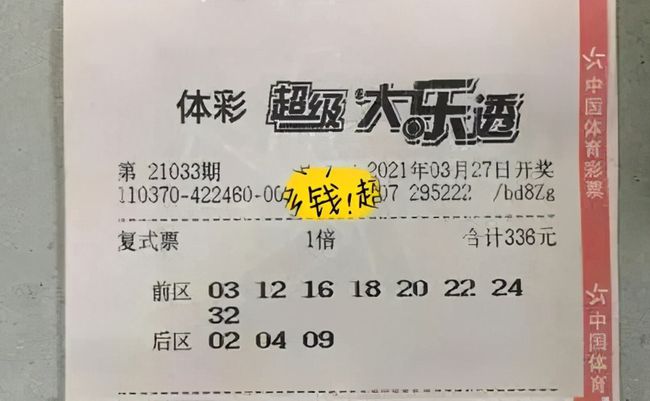 体彩 超级大乐透
第 21033期 2021年03月27日开奖
110370-422460-00 钱!超 07 295222 /bd8Zg
复式票 1倍 合计336元
前区 03 12 16 18 20 22 24
32
后区 02 04 09
中国体育彩票
中国体育